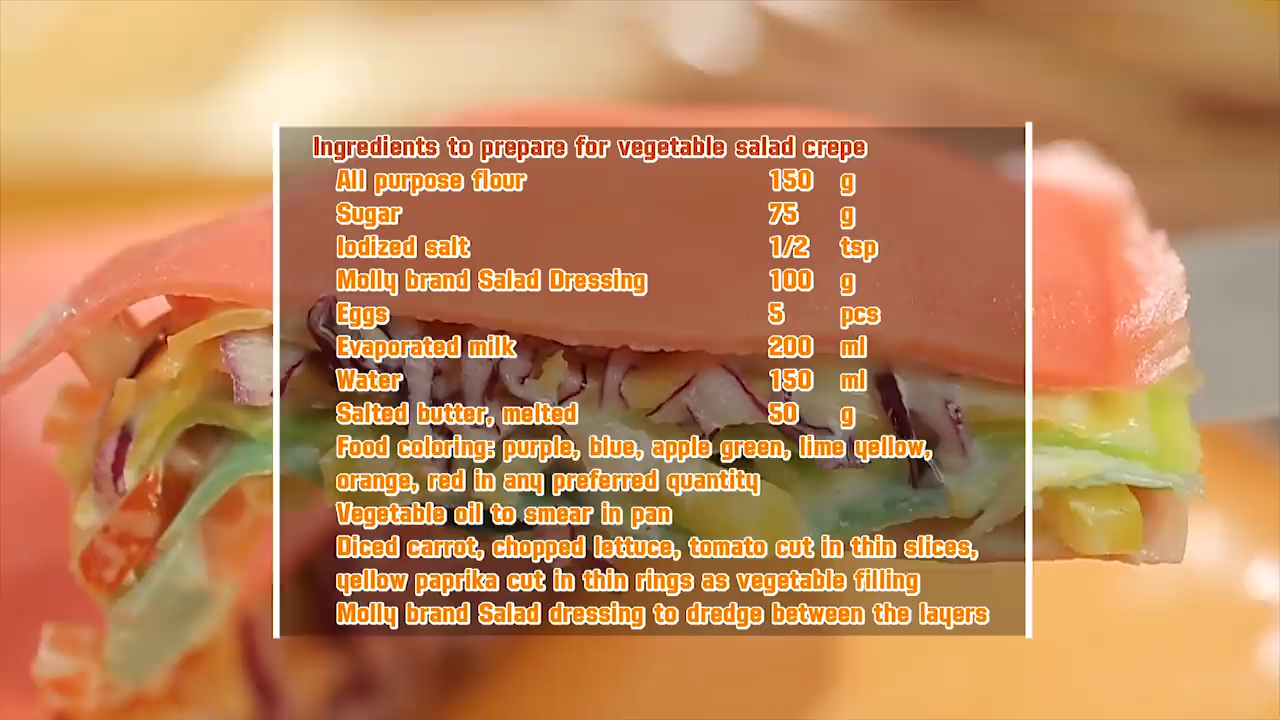 Ingredients to prepare for vegetable salad crepe
All purpose flour 150 g
Sugar 75 g
Iodized salt 1/2 tsp
Molly brand Salad Dressing 100 g
Eggs 5 pcs
Evaporated milk 200 ml
Water 150 ml
Salted butter, melted 50 g
Food coloring: purple, blue, apple green, lime yellow,
orange, red in any preferred quantity
Vegetable oil to smear in pan
Diced carrot, chopped lettuce, tomato cut in thin slices,
yellow paprika cut in thin rings as vegetable filling
Molly brand Salad dressing to dredge between the layers